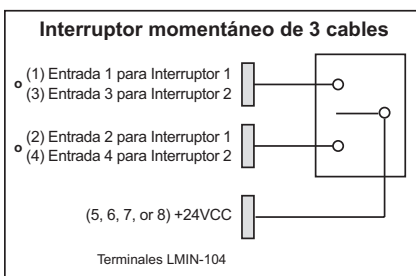 Interruptor momentáneo de 3 cables
o (1) Entrada 1 para Interruptor 1
(3) Entrada 3 para Interruptor 2
o (2) Entrada 2 para Interruptor 1
(4) Entrada 4 para Interruptor 2
(5, 6, 7, or 8) +24VCC
Terminales LMIN-104